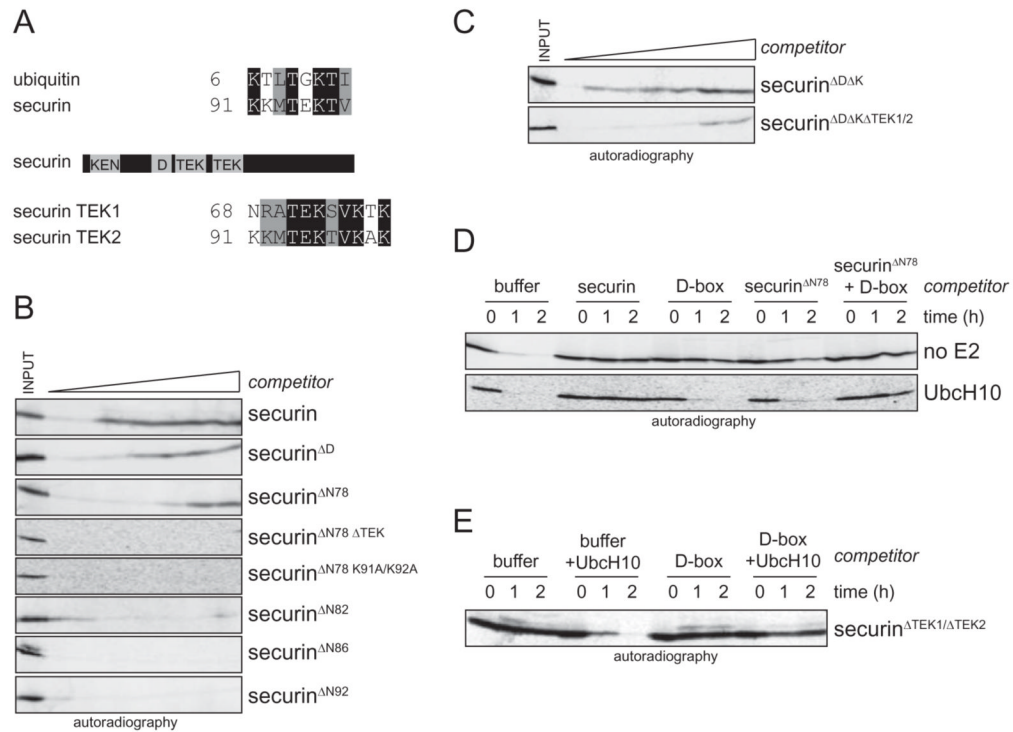 A
ubiquitin 6 KTLTGKTI
securin 91 KKMTEKTV
securin KEN D TEK TEK
securin TEK1 68 NRATEKSVKTK
securin TEK2 91 KKMTEKTVKAK
B
INPUT competitor
securin
securinΔD
securinΔN78
securinΔN78 ΔTEK
securinΔN78 K91A/K92A
securinΔN82
securinΔN86
securinΔN92
autoradiography
C
INPUT competitor
securinΔDΔK
securinΔDΔKΔTEK1/2
autoradiography
D
buffer securin D-box securinΔN78 securinΔN78 + D-box competitor
0 1 2 0 1 2 0 1 2 0 1 2 0 1 2 time (h)
no E2
UbcH10
autoradiography
E
buffer buffer +UbcH10 D-box D-box +UbcH10 competitor
0 1 2 0 1 2 0 1 2 0 1 2 time (h)
securinΔTEK1/ΔTEK2
autoradiography